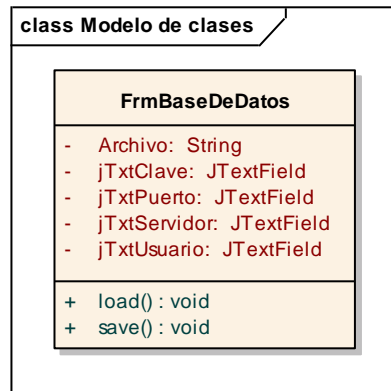 class Modelo de clases
FrmBaseDeDatos
- Archivo: String
- jTxtClave: JTextField
- jTxtPuerto: JTextField
- jTxtServidor: JTextField
- jTxtUsuario: JTextField
+ load() : void
+ save() : void